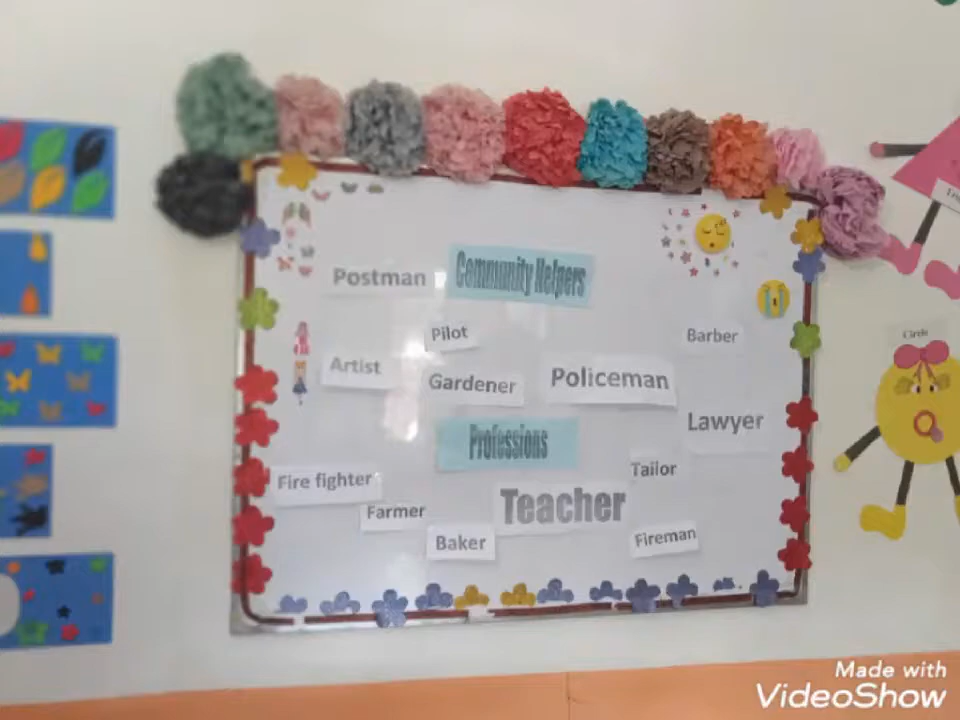 Community Helpers
Postman
Pilot
Barber
Artist
Gardener
Policeman
Lawyer
Professions
Tailor
Fire fighter
Teacher
Farmer
Baker
Fireman
Circle
Made with
VideoShow